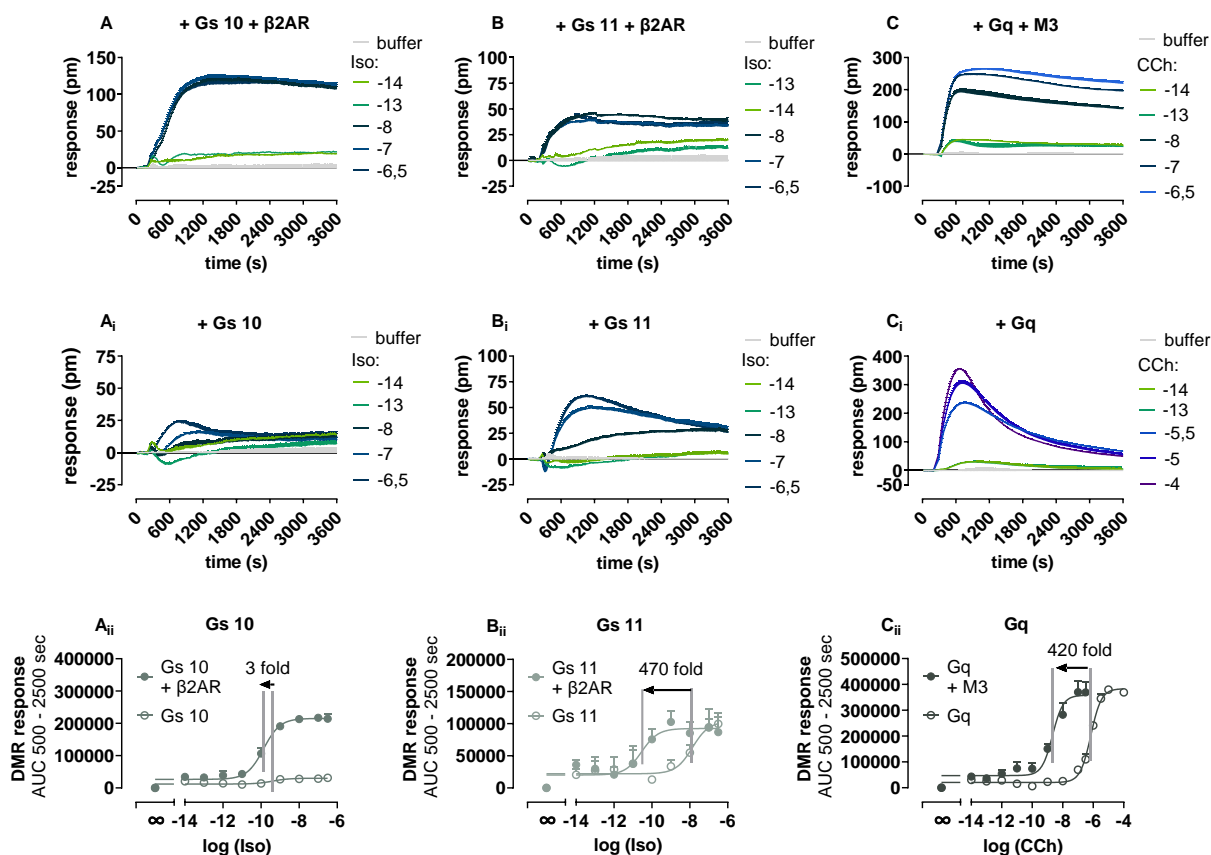 A + Gs 10 + β2AR
response (pm)
150
100
50
0
-25
0 600 1200 1800 2400 3000 3600
time (s)
buffer
Iso:
-14
-13
-8
-7
-6,5
B + Gs 11 + β2AR
response (pm)
100
75
50
25
0
-25
0 600 1200 1800 2400 3000 3600
time (s)
buffer
Iso:
-13
-14
-8
-7
-6,5
C + Gq + M3
response (pm)
300
200
100
0
-100
0 600 1200 1800 2400 3000 3600
time (s)
buffer
CCh:
-14
-13
-8
-7
-6,5
Ai + Gs 10
response (pm)
75
50
25
0
-25
0 600 1200 1800 2400 3000 3600
time (s)
buffer
Iso:
-14
-13
-8
-7
-6,5
Bi + Gs 11
response (pm)
100
75
50
25
0
-25
0 600 1200 1800 2400 3000 3600
time (s)
buffer
Iso:
-14
-13
-8
-7
-6,5
Ci + Gq
response (pm)
400
300
200
100
0
-50
0 600 1200 1800 2400 3000 3600
time (s)
buffer
CCh:
-14
-13
-5,5
-5
-4
Aii Gs 10
DMR response
AUC 500 - 2500 sec
400000
300000
200000
100000
0
3 fold
Gs 10
+ β2AR
Gs 10
∞ -14 -12 -10 -8 -6
log (Iso)
Bii Gs 11
DMR response
AUC 500 - 2500 sec
200000
150000
100000
50000
0
470 fold
Gs 11
+ β2AR
Gs 11
∞ -14 -12 -10 -8 -6
log (Iso)
Cii Gq
DMR response
AUC 500 - 2500 sec
500000
400000
300000
200000
100000
0
420 fold
Gq
+ M3
Gq
∞ -14 -12 -10 -8 -6 -4
log (CCh)